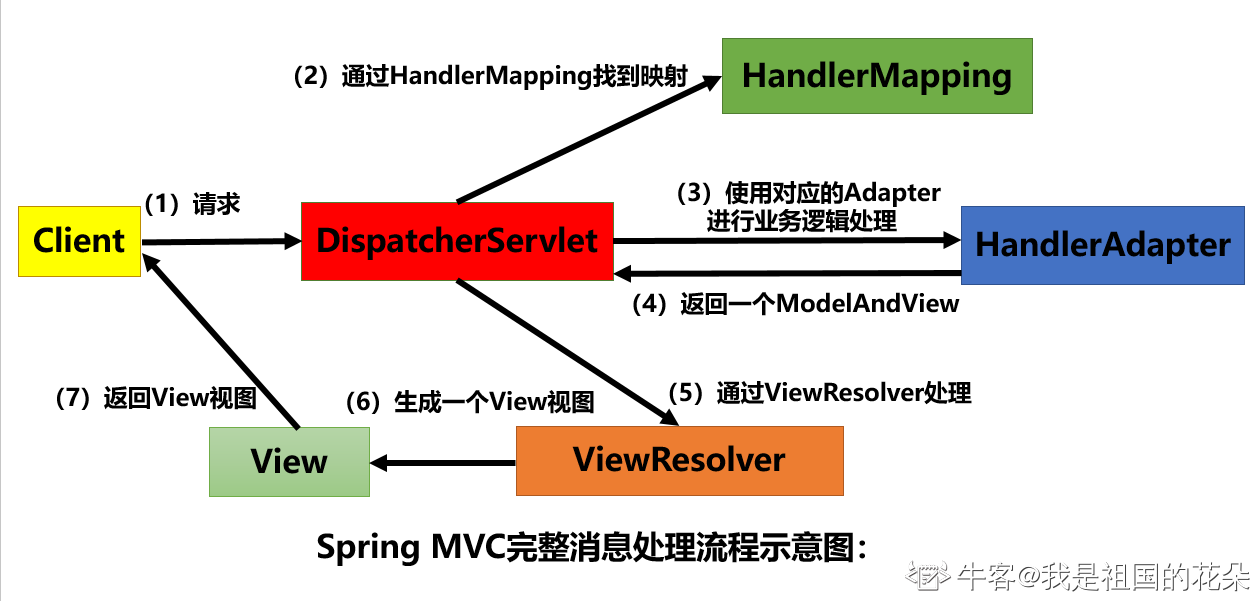 （2）通过HandlerMapping找到映射
HandlerMapping
（1）请求
（3）使用对应的Adapter
进行业务逻辑处理
Client
DispatcherServlet
HandlerAdapter
（4）返回一个ModelAndView
（7）返回View视图
（6）生成一个View视图
（5）通过ViewResolver处理
View
ViewResolver
Spring MVC完整消息处理流程示意图：
牛客@我是祖国的花朵